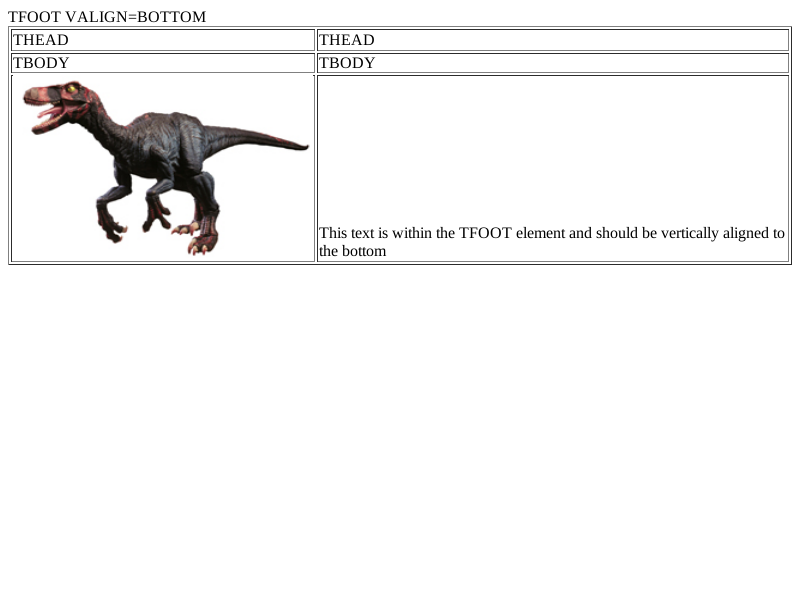 TFOOT VALIGN=BOTTOM
THEAD THEAD
TBODY TBODY
This text is within the TFOOT element and should be vertically aligned to
the bottom